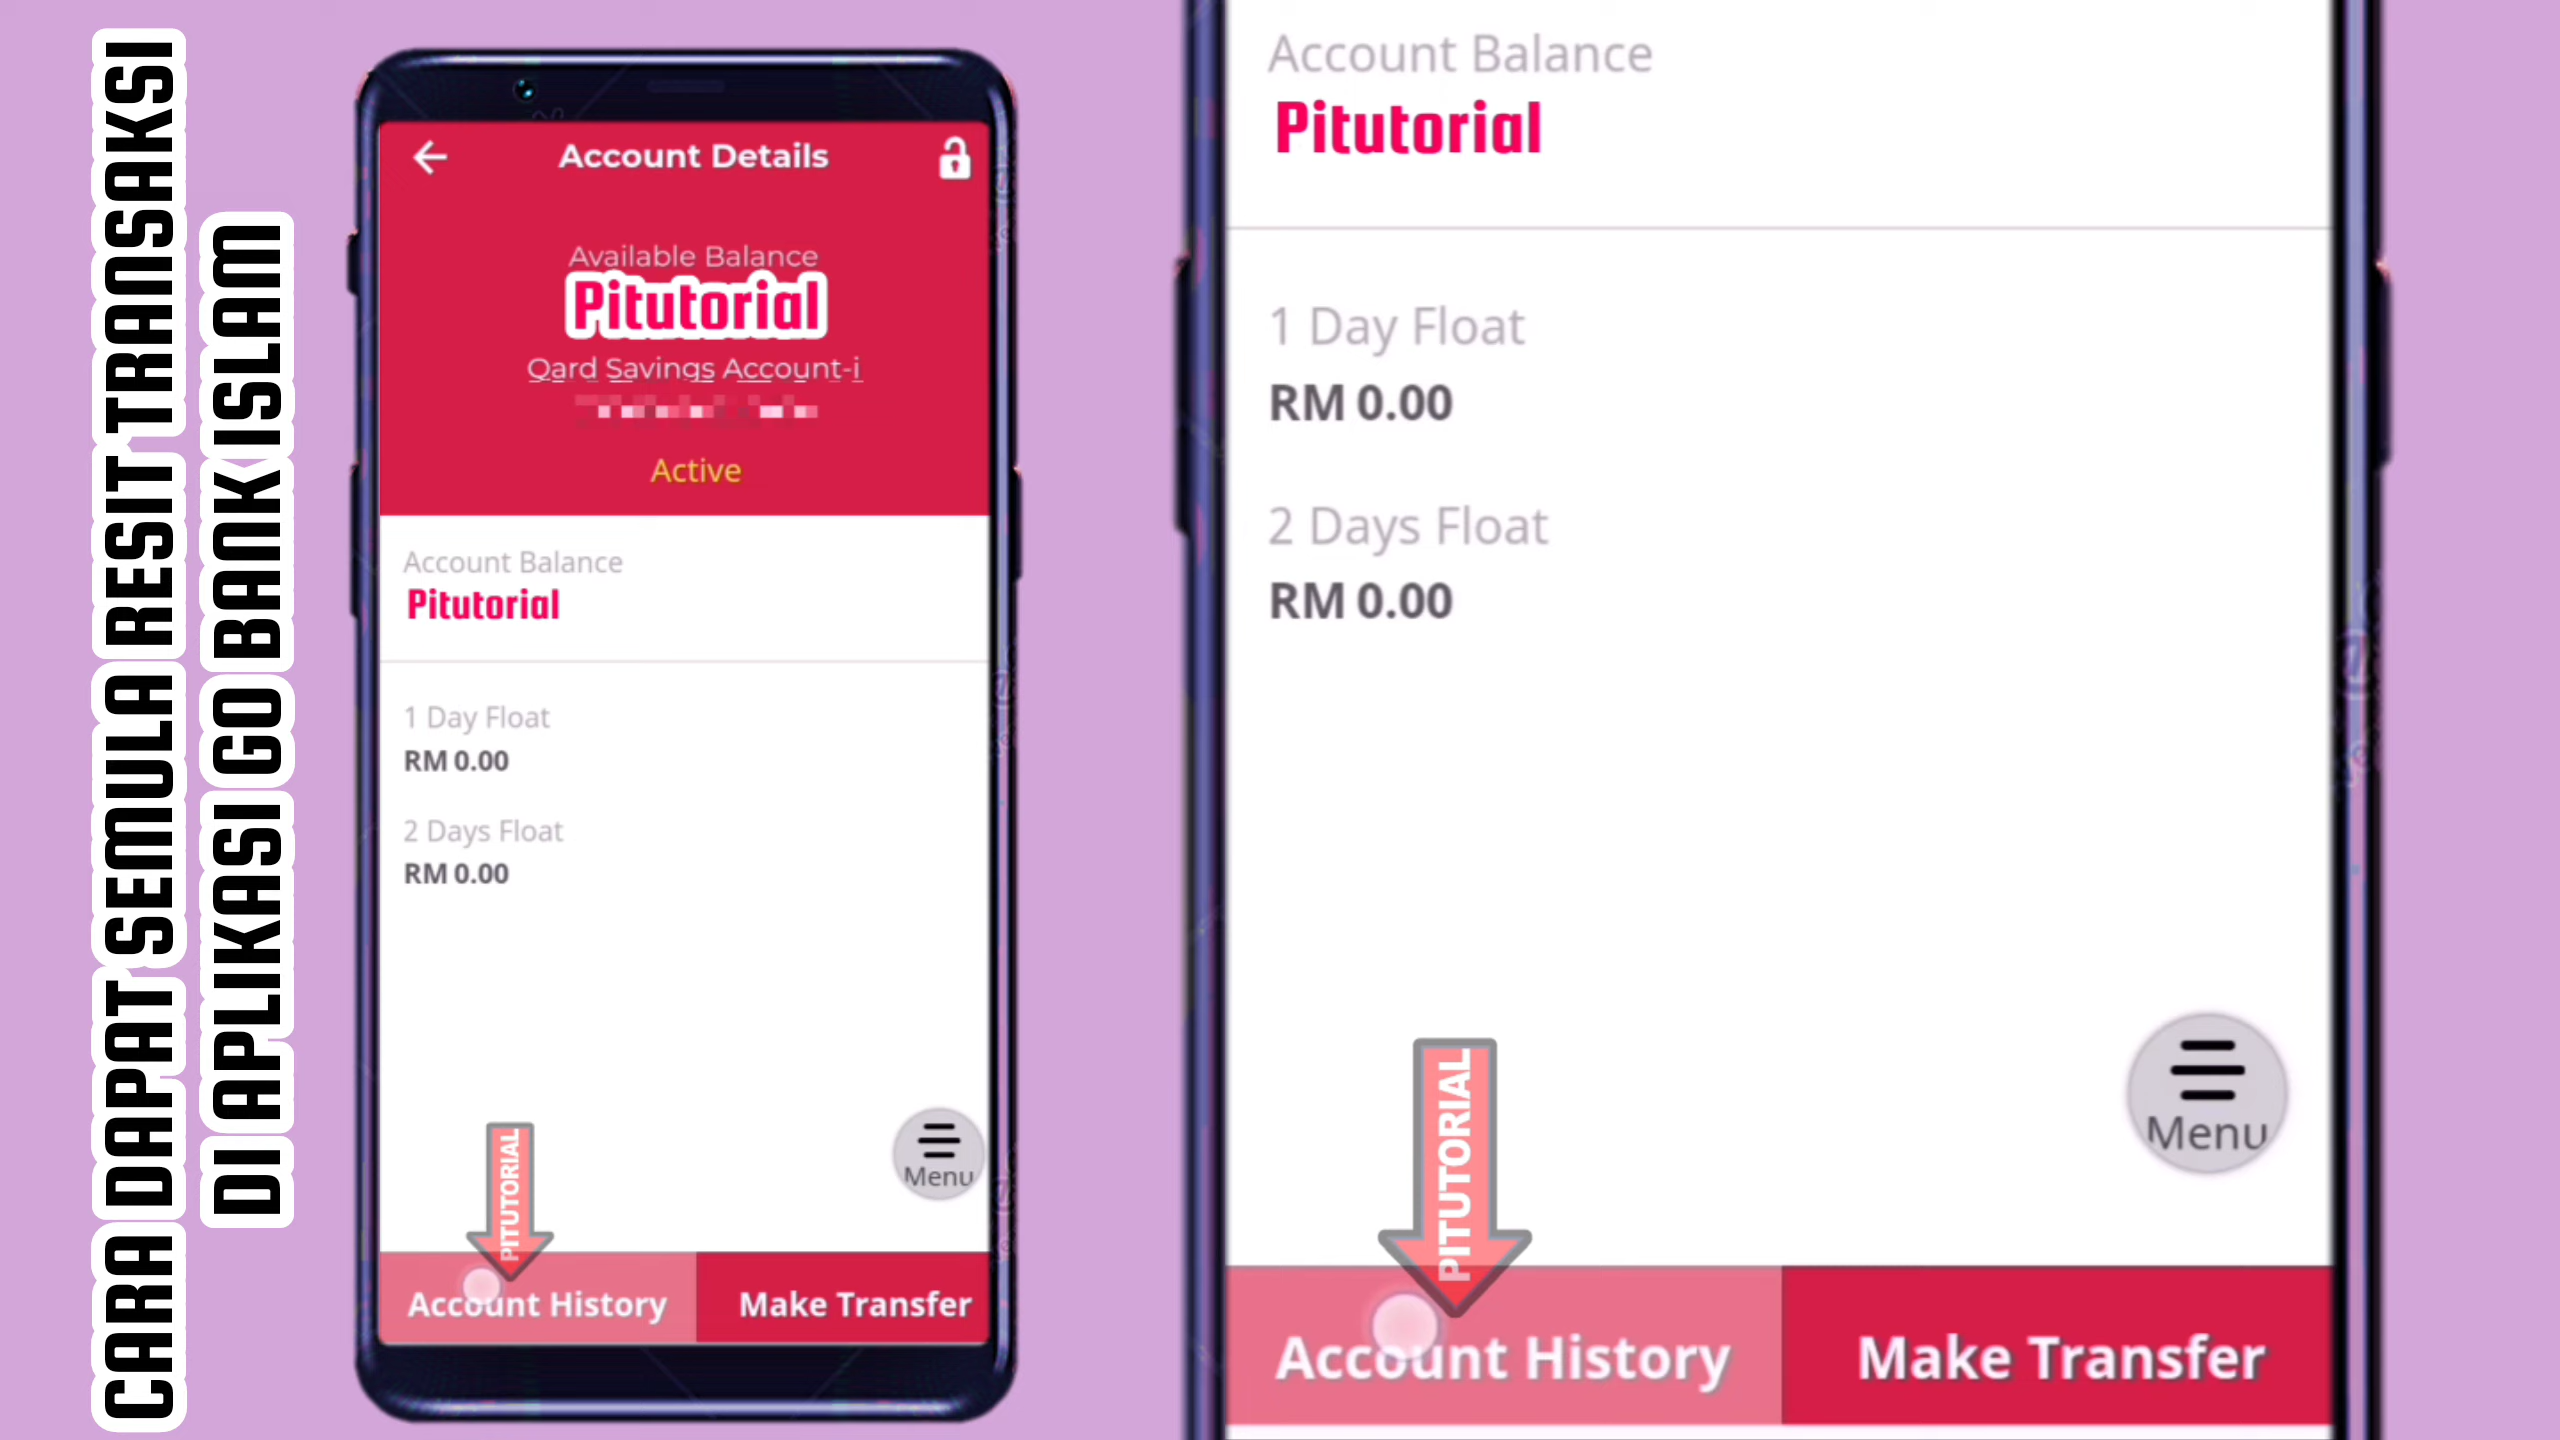 CARA DAPAT SEMULA RESIT TRANSAKSI
DI APLIKASI GO BANK ISLAM
Account Details
Available Balance
Pitutorial
Qard Savings Account-i
Active
Account Balance
Pitutorial
1 Day Float
RM 0.00
2 Days Float
RM 0.00
Menu
PITUTORIAL
Account History
Make Transfer
Account Balance
Pitutorial
1 Day Float
RM 0.00
2 Days Float
RM 0.00
Menu
PITUTORIAL
Account History
Make Transfer